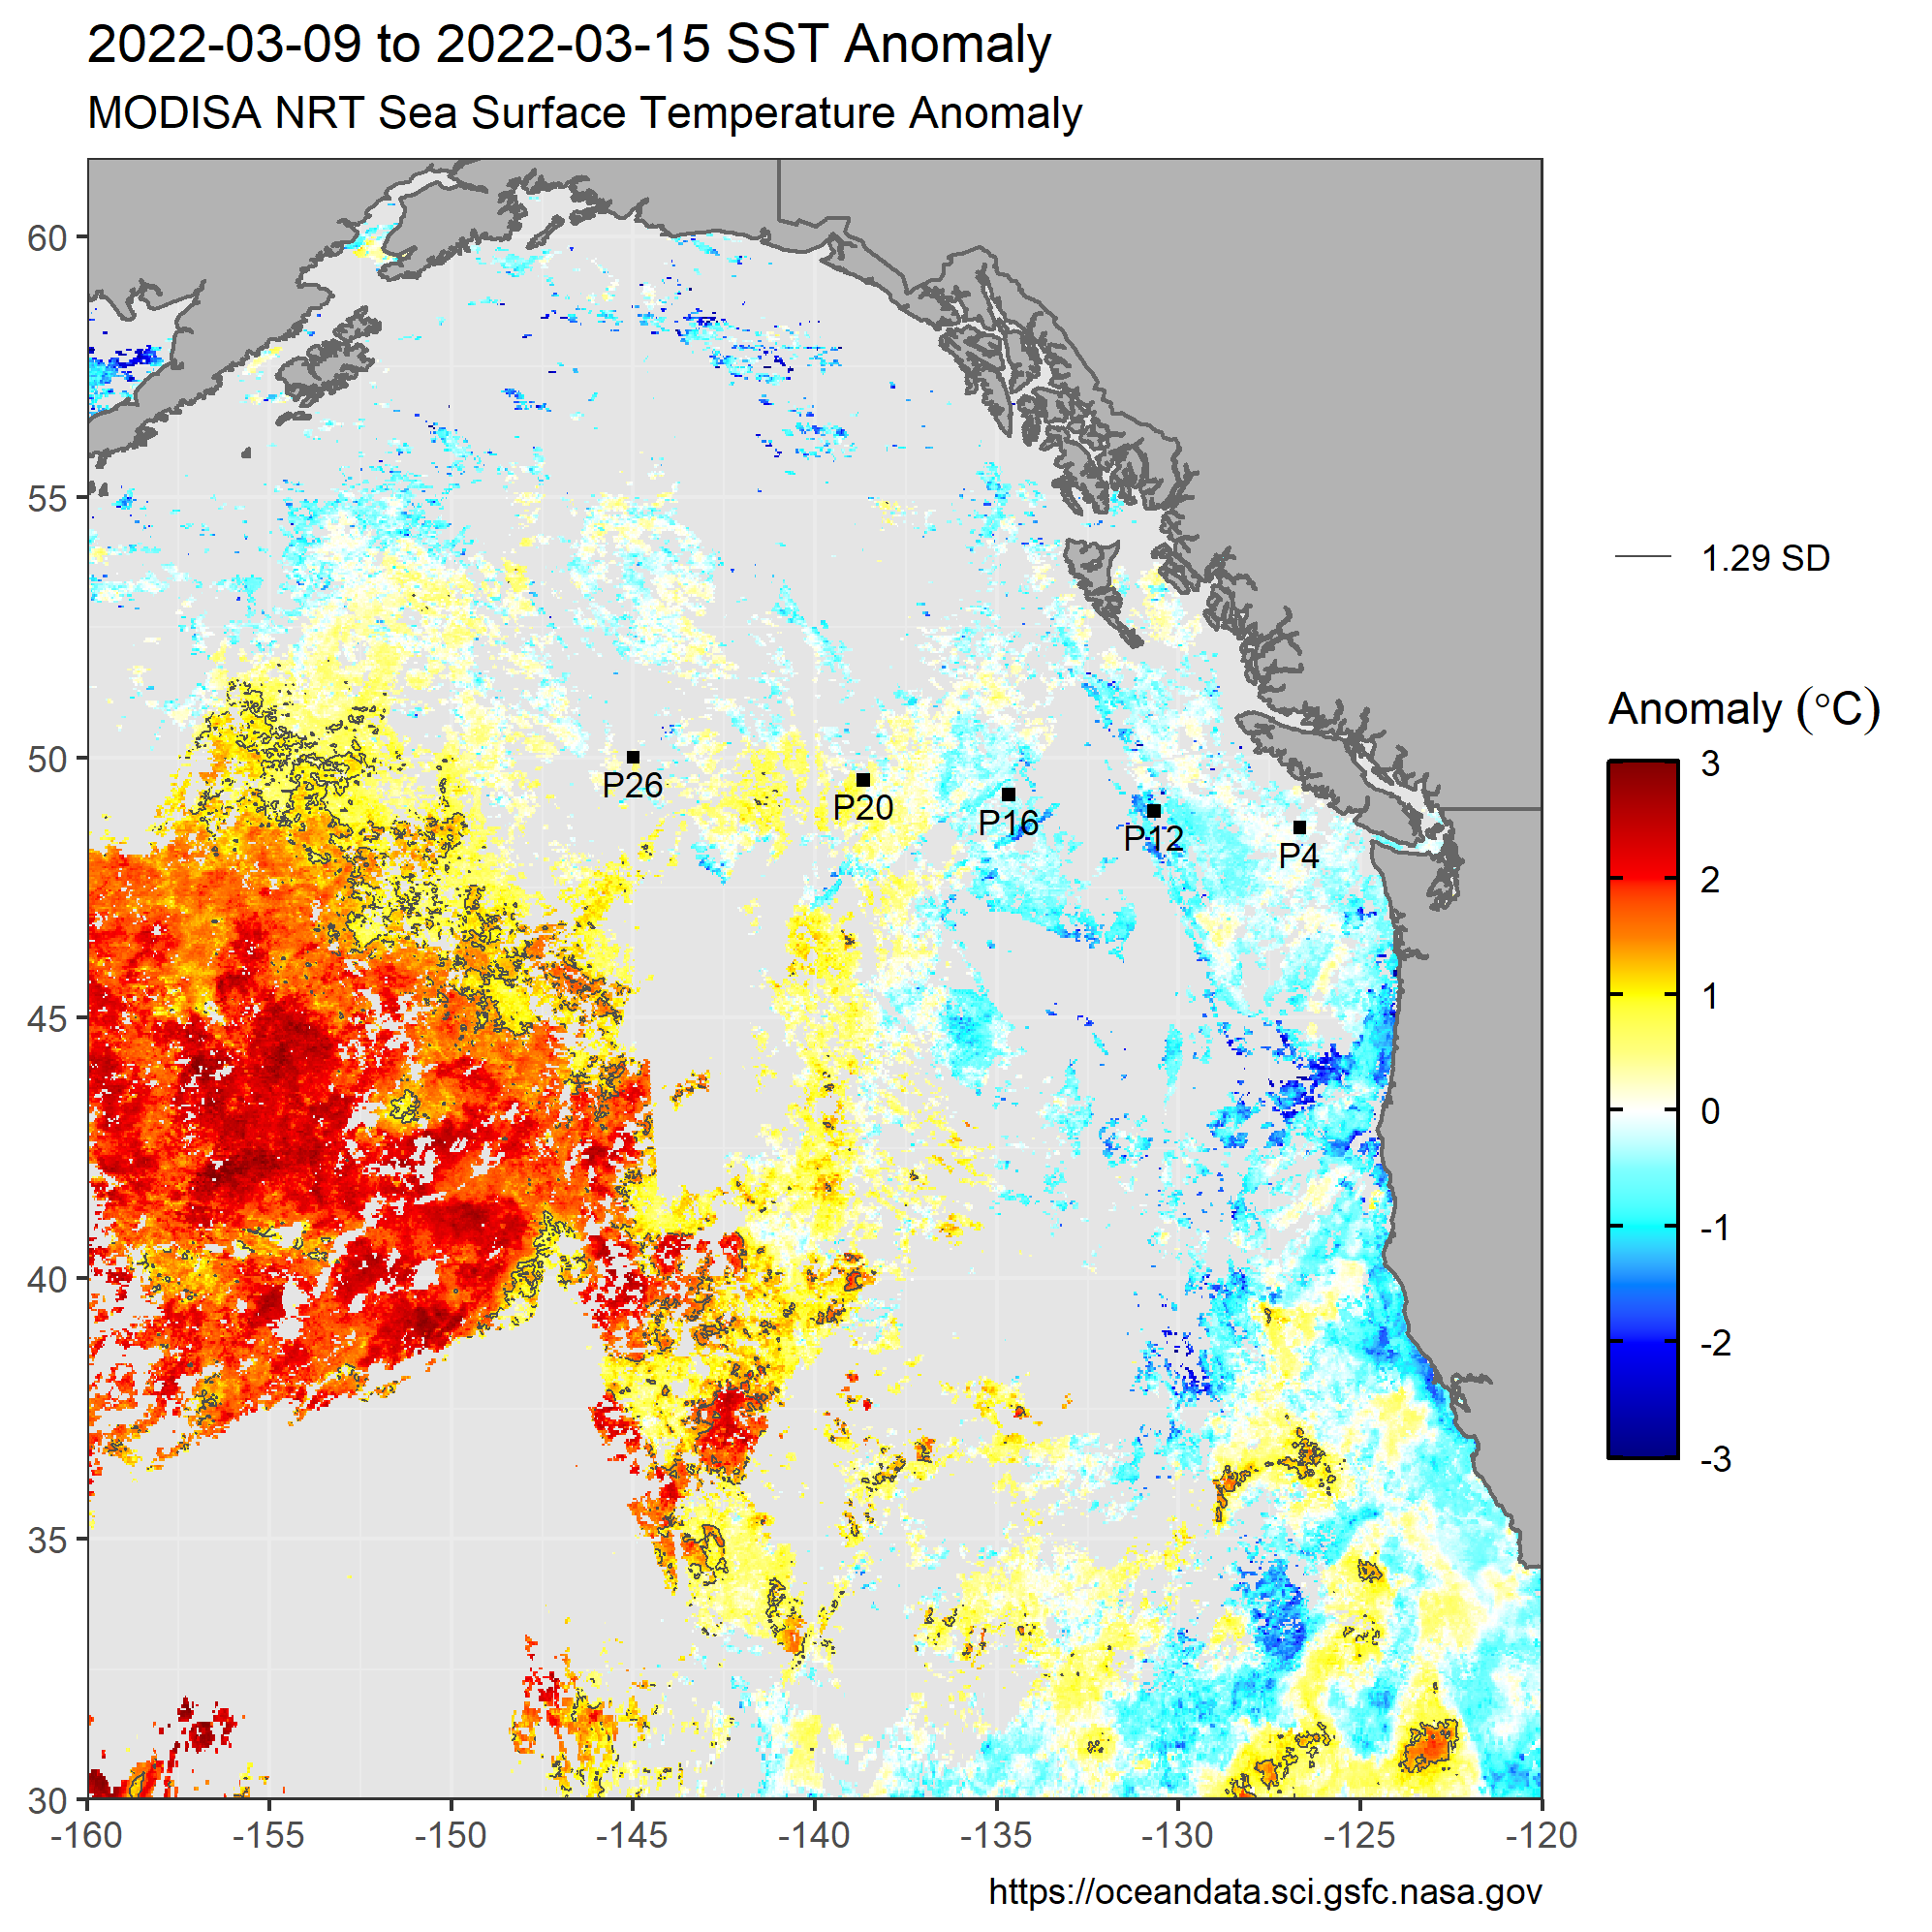 2022-03-09 to 2022-03-15 SST Anomaly
MODISA NRT Sea Surface Temperature Anomaly
60
55
50
45
40
35
30
-160
-155
-150
-145
-140
-135
-130
-125
-120
P26
P20
P16
P12
P4
1.29 SD
Anomaly (°C)
3
2
1
0
-1
-2
-3
https://oceandata.sci.gsfc.nasa.gov